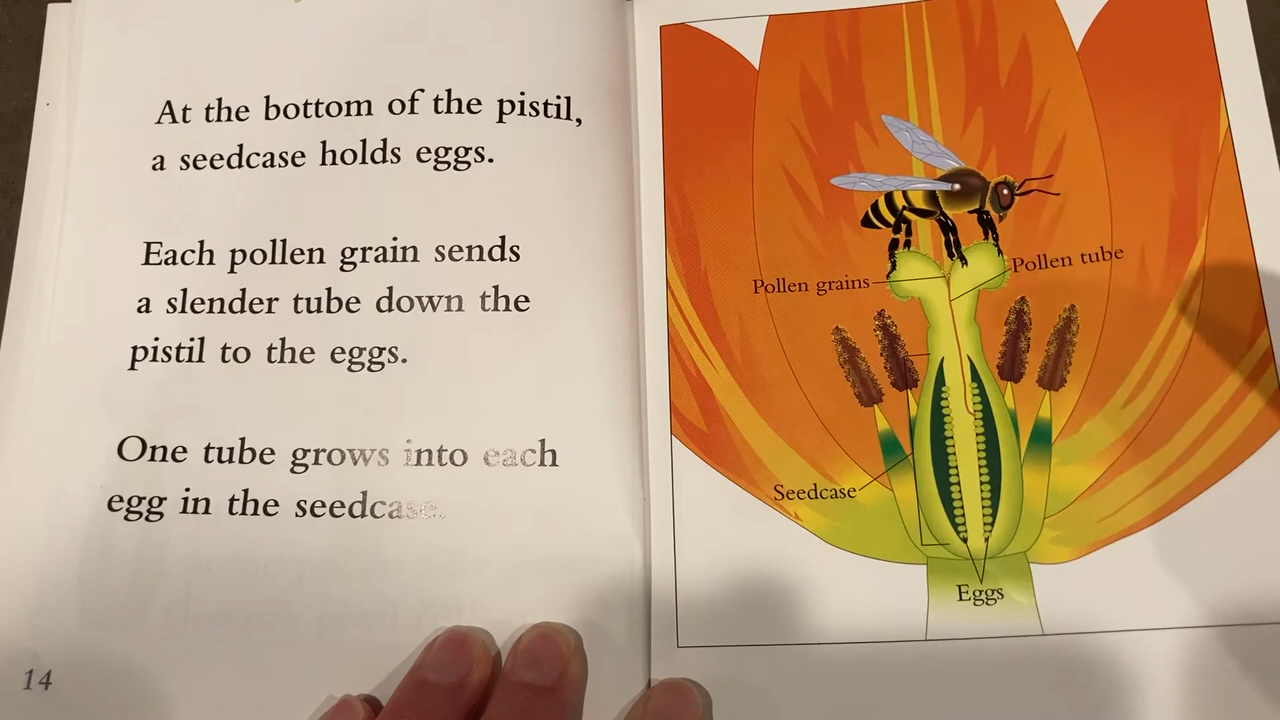 At the bottom of the pistil,
a seedcase holds eggs.
Each pollen grain sends
a slender tube down the
pistil to the eggs.
One tube grows into each
egg in the seedcase.
14
Pollen grains
Pollen tube
Seedcase
Eggs